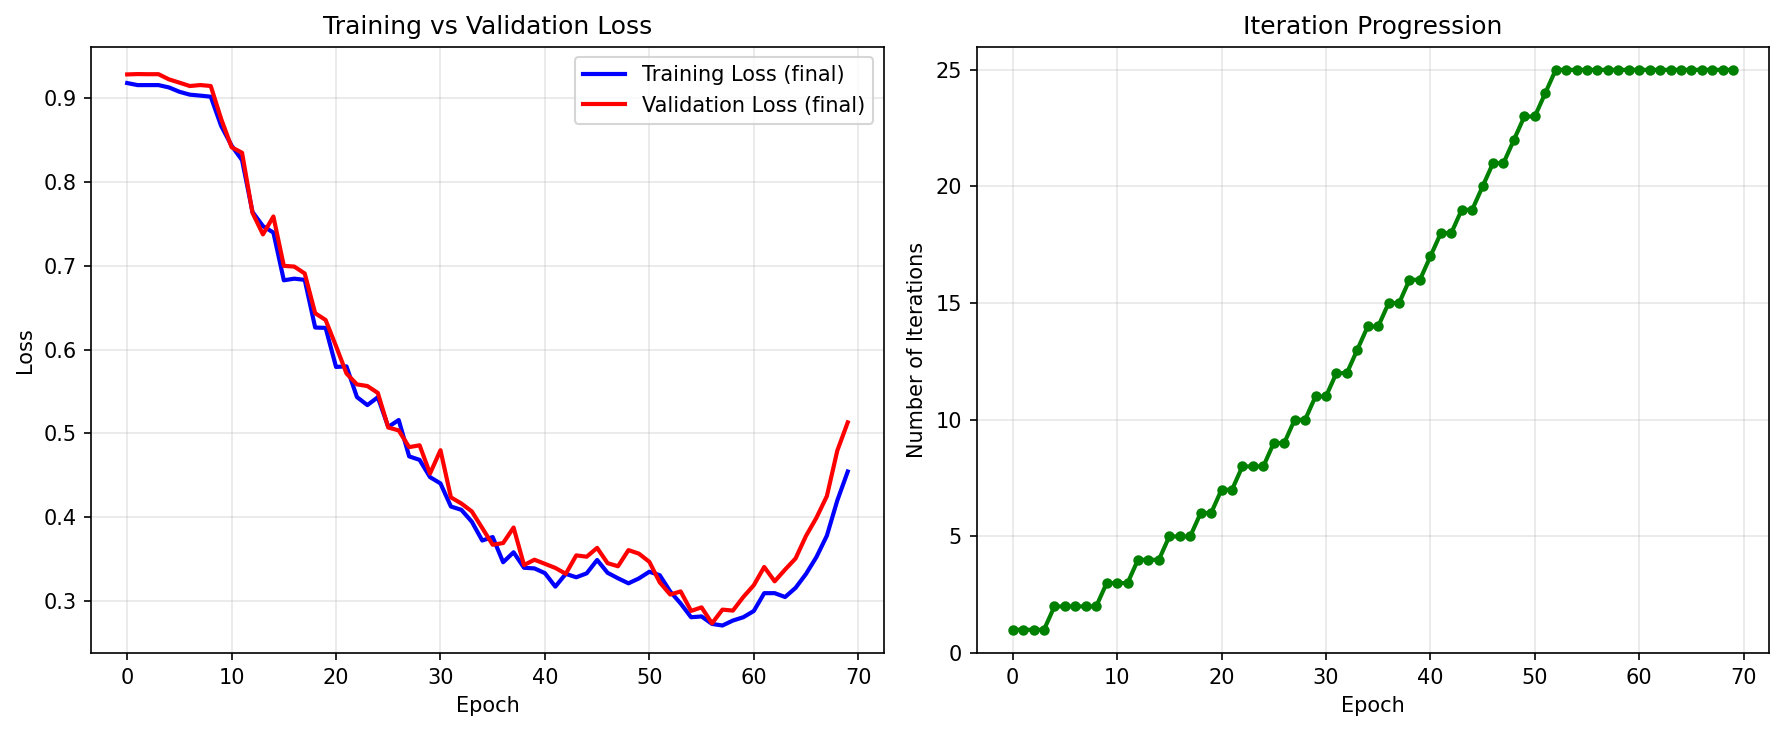 Training vs Validation Loss
Training Loss (final)
Validation Loss (final)
0.9
0.8
0.7
0.6
0.5
0.4
0.3
Loss
0 10 20 30 40 50 60 70
Epoch
Iteration Progression
25
20
15
10
5
0
Number of Iterations
0 10 20 30 40 50 60 70
Epoch